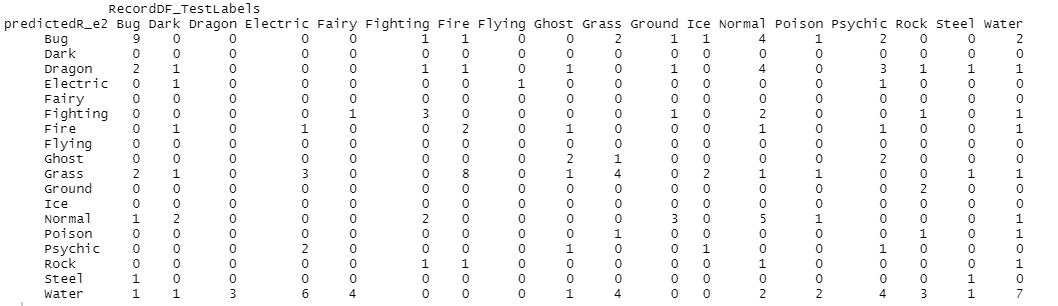 RecordDF_TestLabels
predictedR_e2 Bug Dark Dragon Electric Fairy Fighting Fire Flying Ghost Grass Ground Ice Normal Poison Psychic Rock Steel Water
Bug 9 0 0 0 0 1 1 0 0 2 1 1 4 1 2 0 0 2
Dark 0 0 0 0 0 0 0 0 0 0 0 0 0 0 0 0 0 0
Dragon 2 1 0 0 0 1 1 0 1 0 1 0 4 0 3 1 1 1
Electric 0 1 0 0 0 0 0 1 0 0 0 0 0 0 1 0 0 0
Fairy 0 0 0 0 0 0 0 0 0 0 0 0 0 0 0 0 0 0
Fighting 0 0 0 0 1 3 0 0 0 0 1 0 2 0 0 1 0 1
Fire 0 1 0 1 0 0 2 0 1 0 0 0 1 0 1 0 0 1
Flying 0 0 0 0 0 0 0 0 0 0 0 0 0 0 0 0 0 0
Ghost 0 0 0 0 0 0 0 0 2 1 0 0 0 0 2 0 0 0
Grass 2 1 0 3 0 0 8 0 1 4 0 2 1 1 0 0 1 1
Ground 0 0 0 0 0 0 0 0 0 0 0 0 0 0 0 2 0 0
Ice 0 0 0 0 0 0 0 0 0 0 0 0 0 0 0 0 0 0
Normal 1 2 0 0 0 2 0 0 0 0 3 0 5 1 0 0 0 1
Poison 0 0 0 0 0 0 0 0 0 1 0 0 0 0 0 1 0 1
Psychic 0 0 0 2 0 0 0 0 1 0 0 1 0 0 1 0 0 0
Rock 0 0 0 0 0 1 1 0 0 0 0 0 1 0 0 0 0 1
Steel 1 0 0 0 0 0 0 0 0 0 0 0 0 0 0 0 1 0
Water 1 1 3 6 4 0 0 0 1 4 0 0 2 2 4 3 1 7